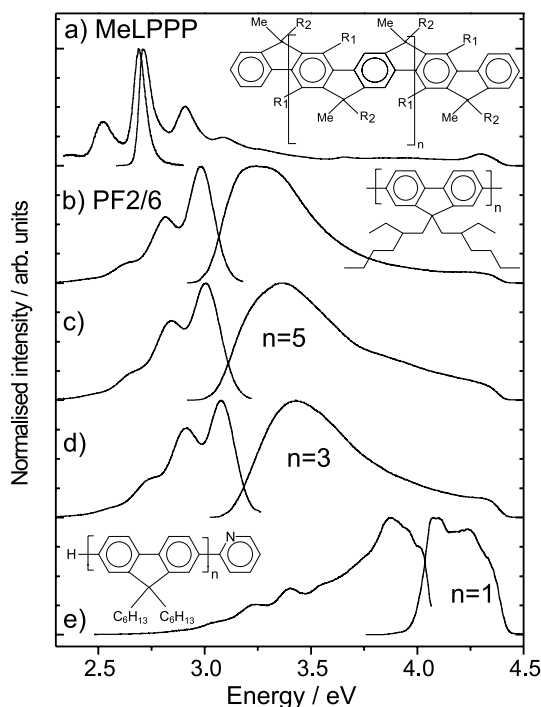 a) MeLPPP
Me R2 R1 Me R2 R1
R1 Me R2 R1 Me R2
n
b) PF2/6
n
c)
n=5
d)
n=3
H N
n
C6H13 C6H13
e)
n=1
2.5 3.0 3.5 4.0 4.5
Energy / eV
Normalised intensity / arb. units